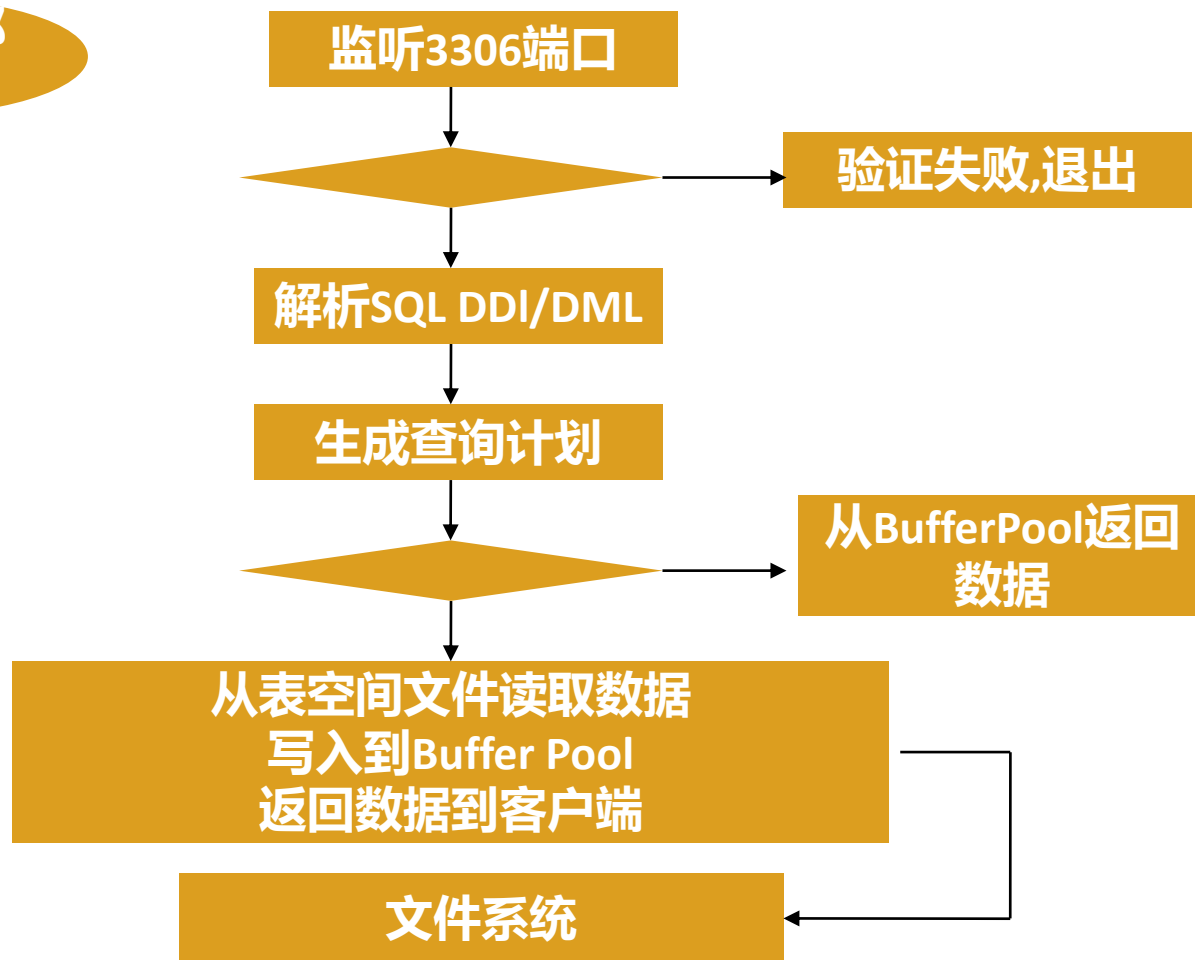 监听3306端口
验证失败,退出
解析SQL DDl/DML
生成查询计划
从BufferPool返回
数据
从表空间文件读取数据
写入到Buffer Pool
返回数据到客户端
文件系统